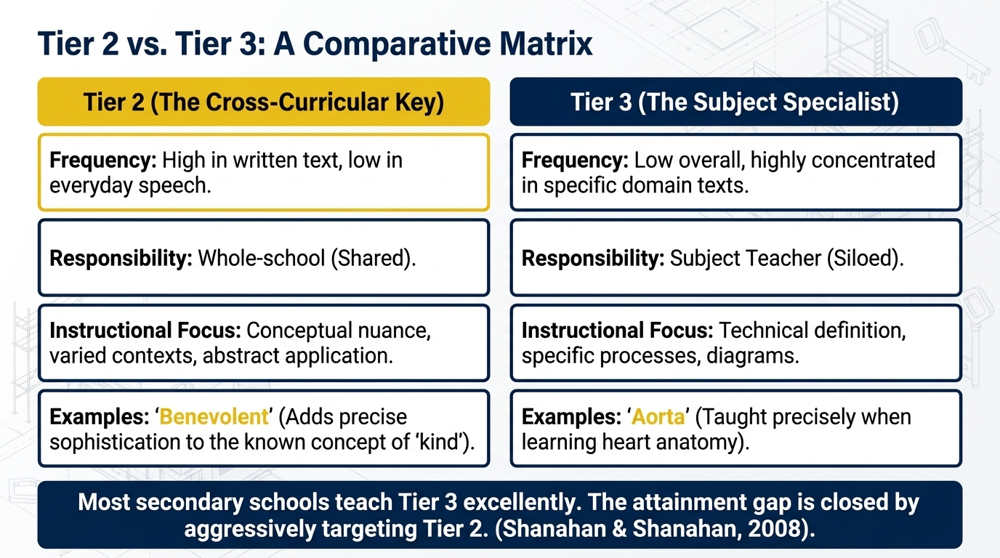 Tier 2 vs. Tier 3: A Comparative Matrix
Tier 2 (The Cross-Curricular Key)
Frequency: High in written text, low in
everyday speech.
Responsibility: Whole-school (Shared).
Instructional Focus: Conceptual nuance,
varied contexts, abstract application.
Examples: ‘Benevolent’ (Adds precise
sophistication to the known concept of ‘kind’).
Tier 3 (The Subject Specialist)
Frequency: Low overall, highly concentrated
in specific domain texts.
Responsibility: Subject Teacher (Siloed).
Instructional Focus: Technical definition,
specific processes, diagrams.
Examples: ‘Aorta’ (Taught precisely when
learning heart anatomy).
Most secondary schools teach Tier 3 excellently. The attainment gap is closed by
aggressively targeting Tier 2. (Shanahan & Shanahan, 2008).